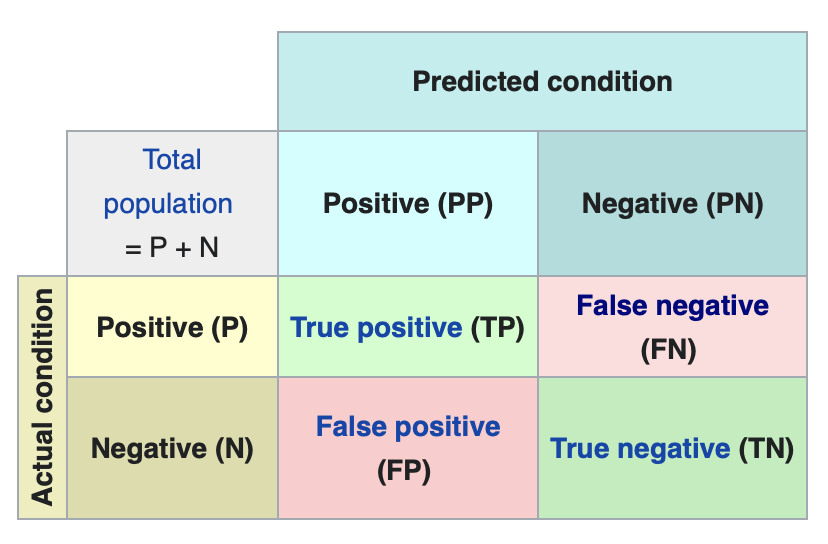 Predicted condition
Total
population
= P + N
Positive (PP)
Negative (PN)
Actual condition
Positive (P)
True positive (TP)
False negative
(FN)
Negative (N)
False positive
(FP)
True negative (TN)